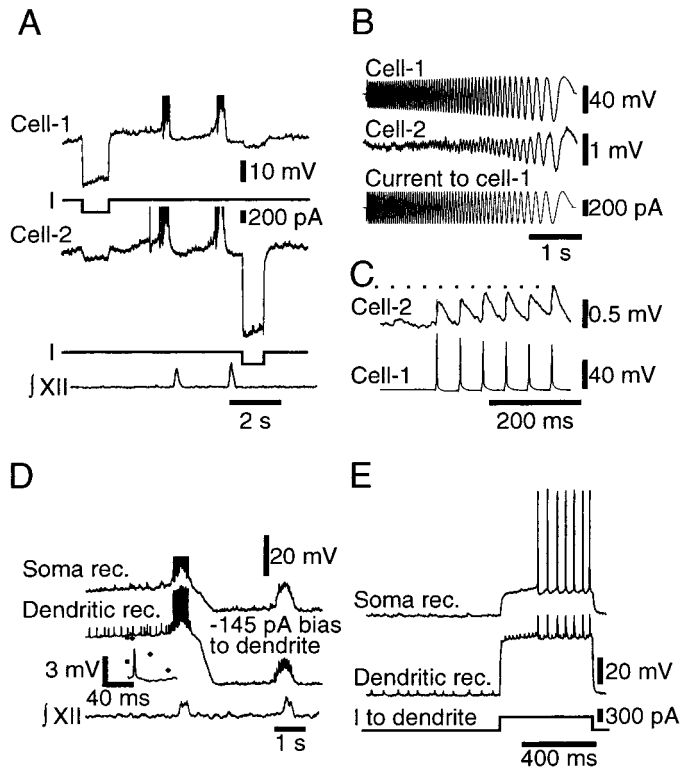 A
Cell-1
10 mV
I
200 pA
Cell-2
I
∫ XII
2 s
B
Cell-1
40 mV
Cell-2
1 mV
Current to cell-1
200 pA
1 s
C
Cell-2
0.5 mV
Cell-1
40 mV
200 ms
D
20 mV
Soma rec.
Dendritic rec.
-145 pA bias
to dendrite
3 mV
40 ms
∫ XII
1 s
E
Soma rec.
Dendritic rec.
20 mV
I to dendrite
300 pA
400 ms